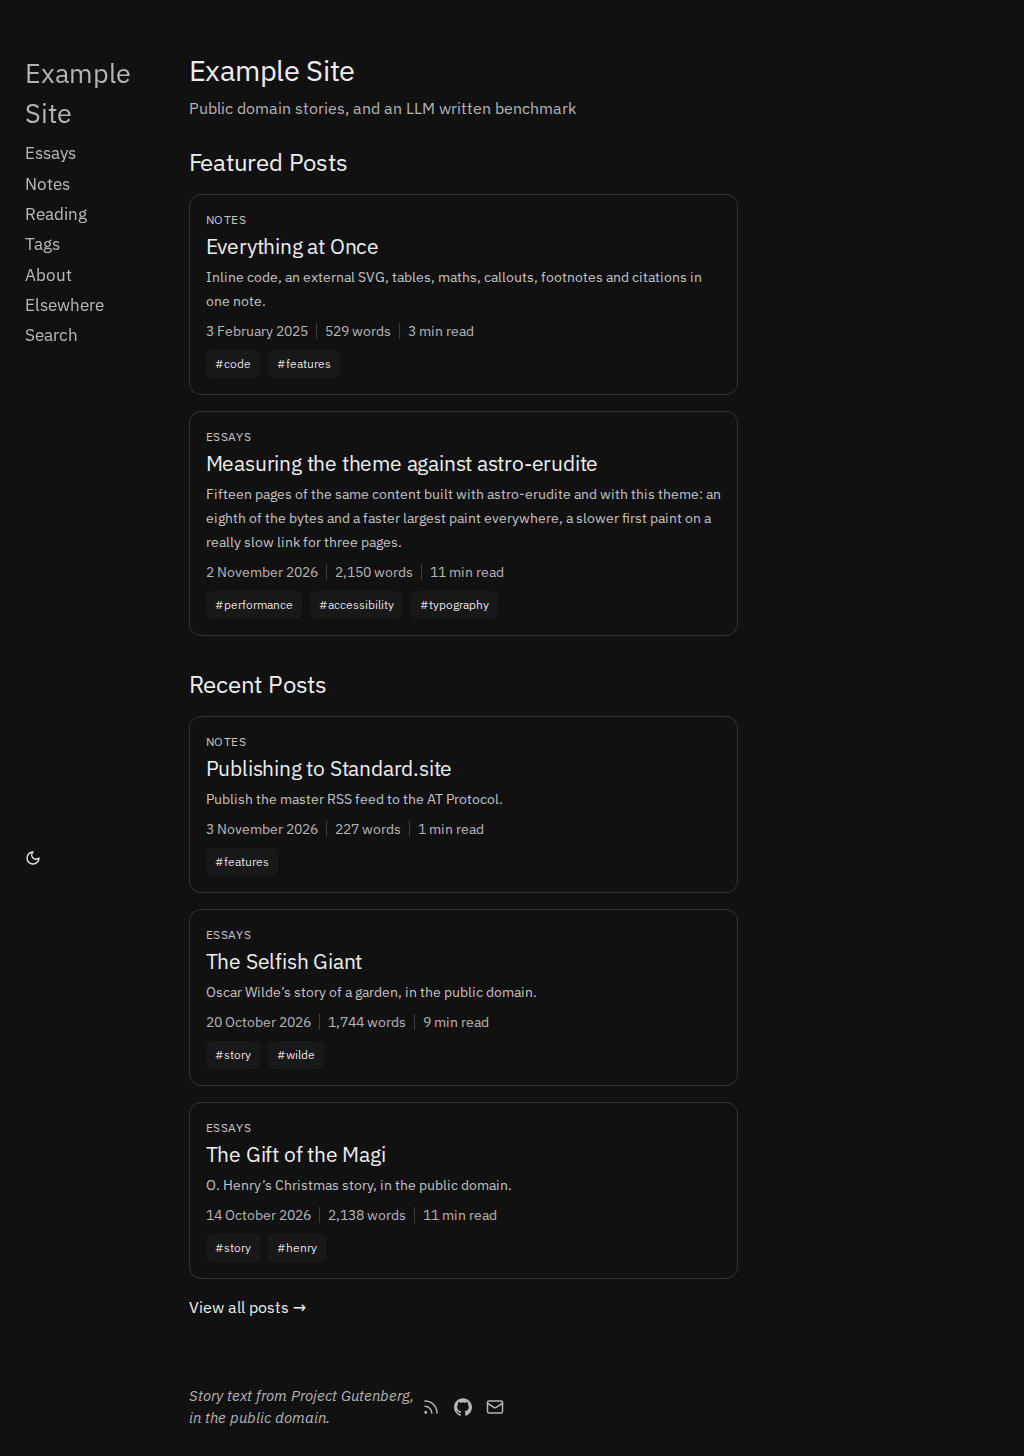 Example
Site
Essays
Notes
Reading
Tags
About
Elsewhere
Search
Example Site
Public domain stories, and an LLM written benchmark
Featured Posts
NOTES
Everything at Once
Inline code, an external SVG, tables, maths, callouts, footnotes and citations in
one note.
3 February 2025 529 words 3 min read
#code #features
ESSAYS
Measuring the theme against astro-erudite
Fifteen pages of the same content built with astro-erudite and with this theme: an
eighth of the bytes and a faster largest paint everywhere, a slower first paint on a
really slow link for three pages.
2 November 2026 2,150 words 11 min read
#performance #accessibility #typography
Recent Posts
NOTES
Publishing to Standard.site
Publish the master RSS feed to the AT Protocol.
3 November 2026 227 words 1 min read
#features
ESSAYS
The Selfish Giant
Oscar Wilde’s story of a garden, in the public domain.
20 October 2026 1,744 words 9 min read
#story #wilde
ESSAYS
The Gift of the Magi
O. Henry’s Christmas story, in the public domain.
14 October 2026 2,138 words 11 min read
#story #henry
View all posts →
Story text from Project Gutenberg,
in the public domain.